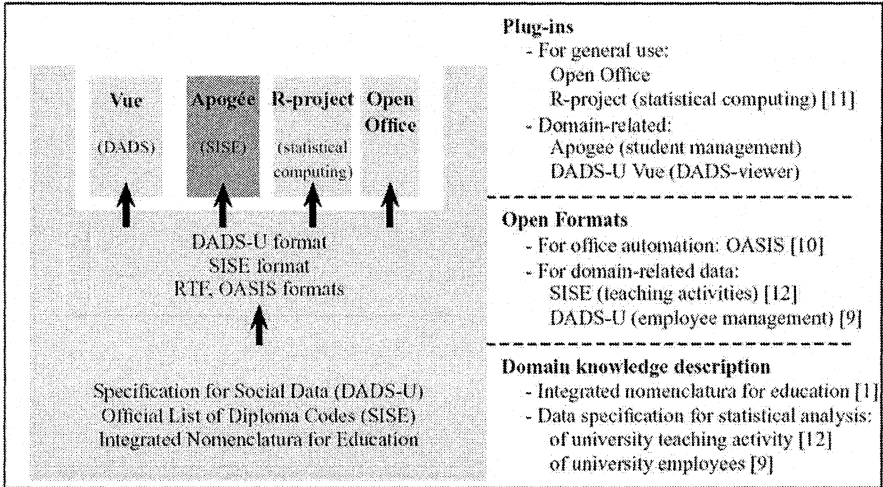 Vue
(DADS)
Apogée
(SISE)
R-project
(statistical
computing)
Open
Office
DADS-U format
SISE format
RTF, OASIS formats
Specification for Social Data (DADS-U)
Official List of Diploma Codes (SISE)
Integrated Nomenclatura for Education
Plug-ins
- For general use:
Open Office
R-project (statistical computing) [11]
- Domain-related:
Apogee (student management)
DADS-U Vue (DADS-viewer)
Open Formats
- For office automation: OASIS [10]
- For domain-related data:
SISE (teaching activities) [12]
DADS-U (employee management) [9]
Domain knowledge description
- Integrated nomenclatura for education [1]
- Data specification for statistical analysis:
of university teaching activity [12]
of university employees [9]